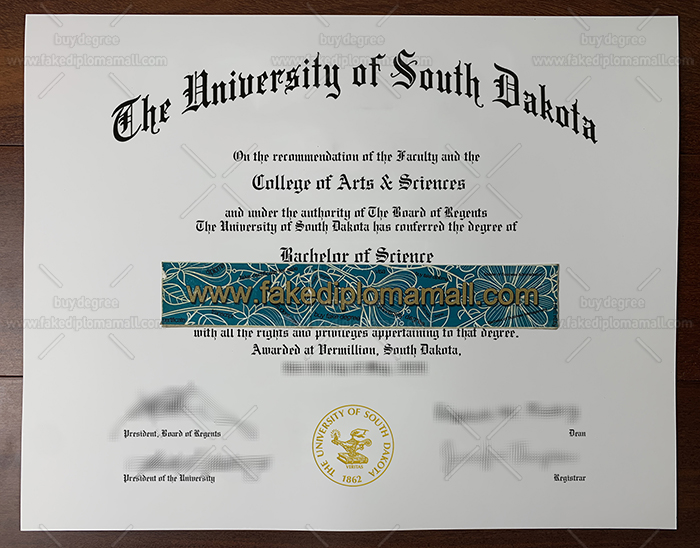 The University of South Dakota
On the recommendation of the Faculty and the
College of Arts & Sciences
and under the authority of The Board of Regents
The University of South Dakota has conferred the degree of
Bachelor of Science
www.fakediplomamall.com
with all the rights and privileges appertaining to that degree.
Awarded at Vermillion, South Dakota,
President, Board of Regents
Dean
THE UNIVERSITY OF SOUTH DAKOTA
VERITAS
1862
President of the University
Registrar
buydegree
www.fakediplomamall.com